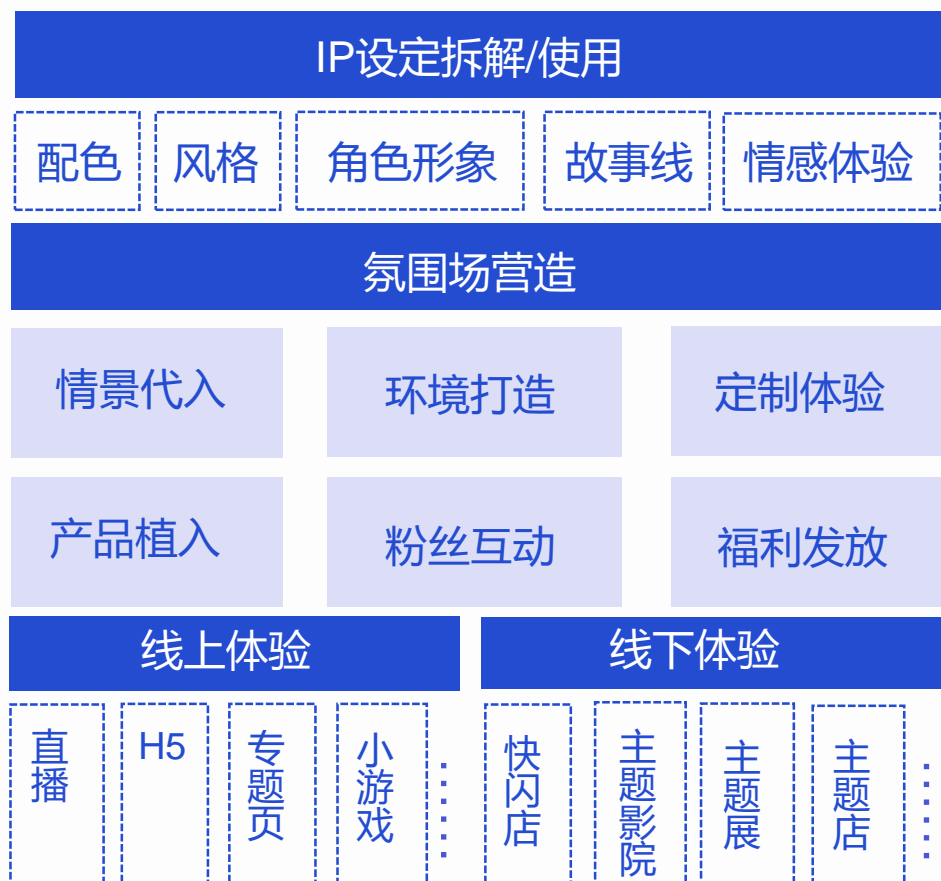 IP设定拆解/使用
配色 风格 角色形象 故事线 情感体验
氛围场营造
情景代入 环境打造 定制体验
产品植入 粉丝互动 福利发放
线上体验 线下体验
直播
H5
专题页
小游戏
快闪店
主题影院
主题展
主题店